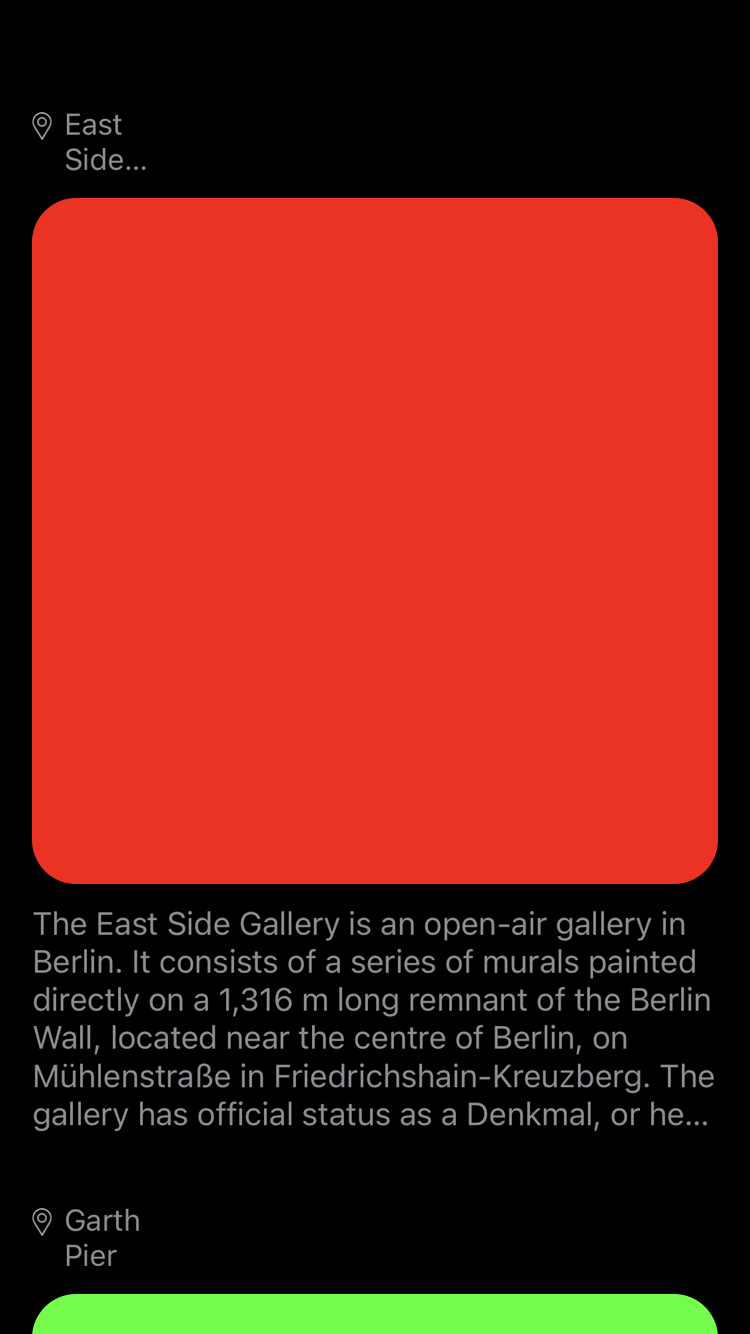 East
Side...
The East Side Gallery is an open-air gallery in
Berlin. It consists of a series of murals painted
directly on a 1,316 m long remnant of the Berlin
Wall, located near the centre of Berlin, on
Mühlenstraße in Friedrichshain-Kreuzberg. The
gallery has official status as a Denkmal, or he...
Garth
Pier